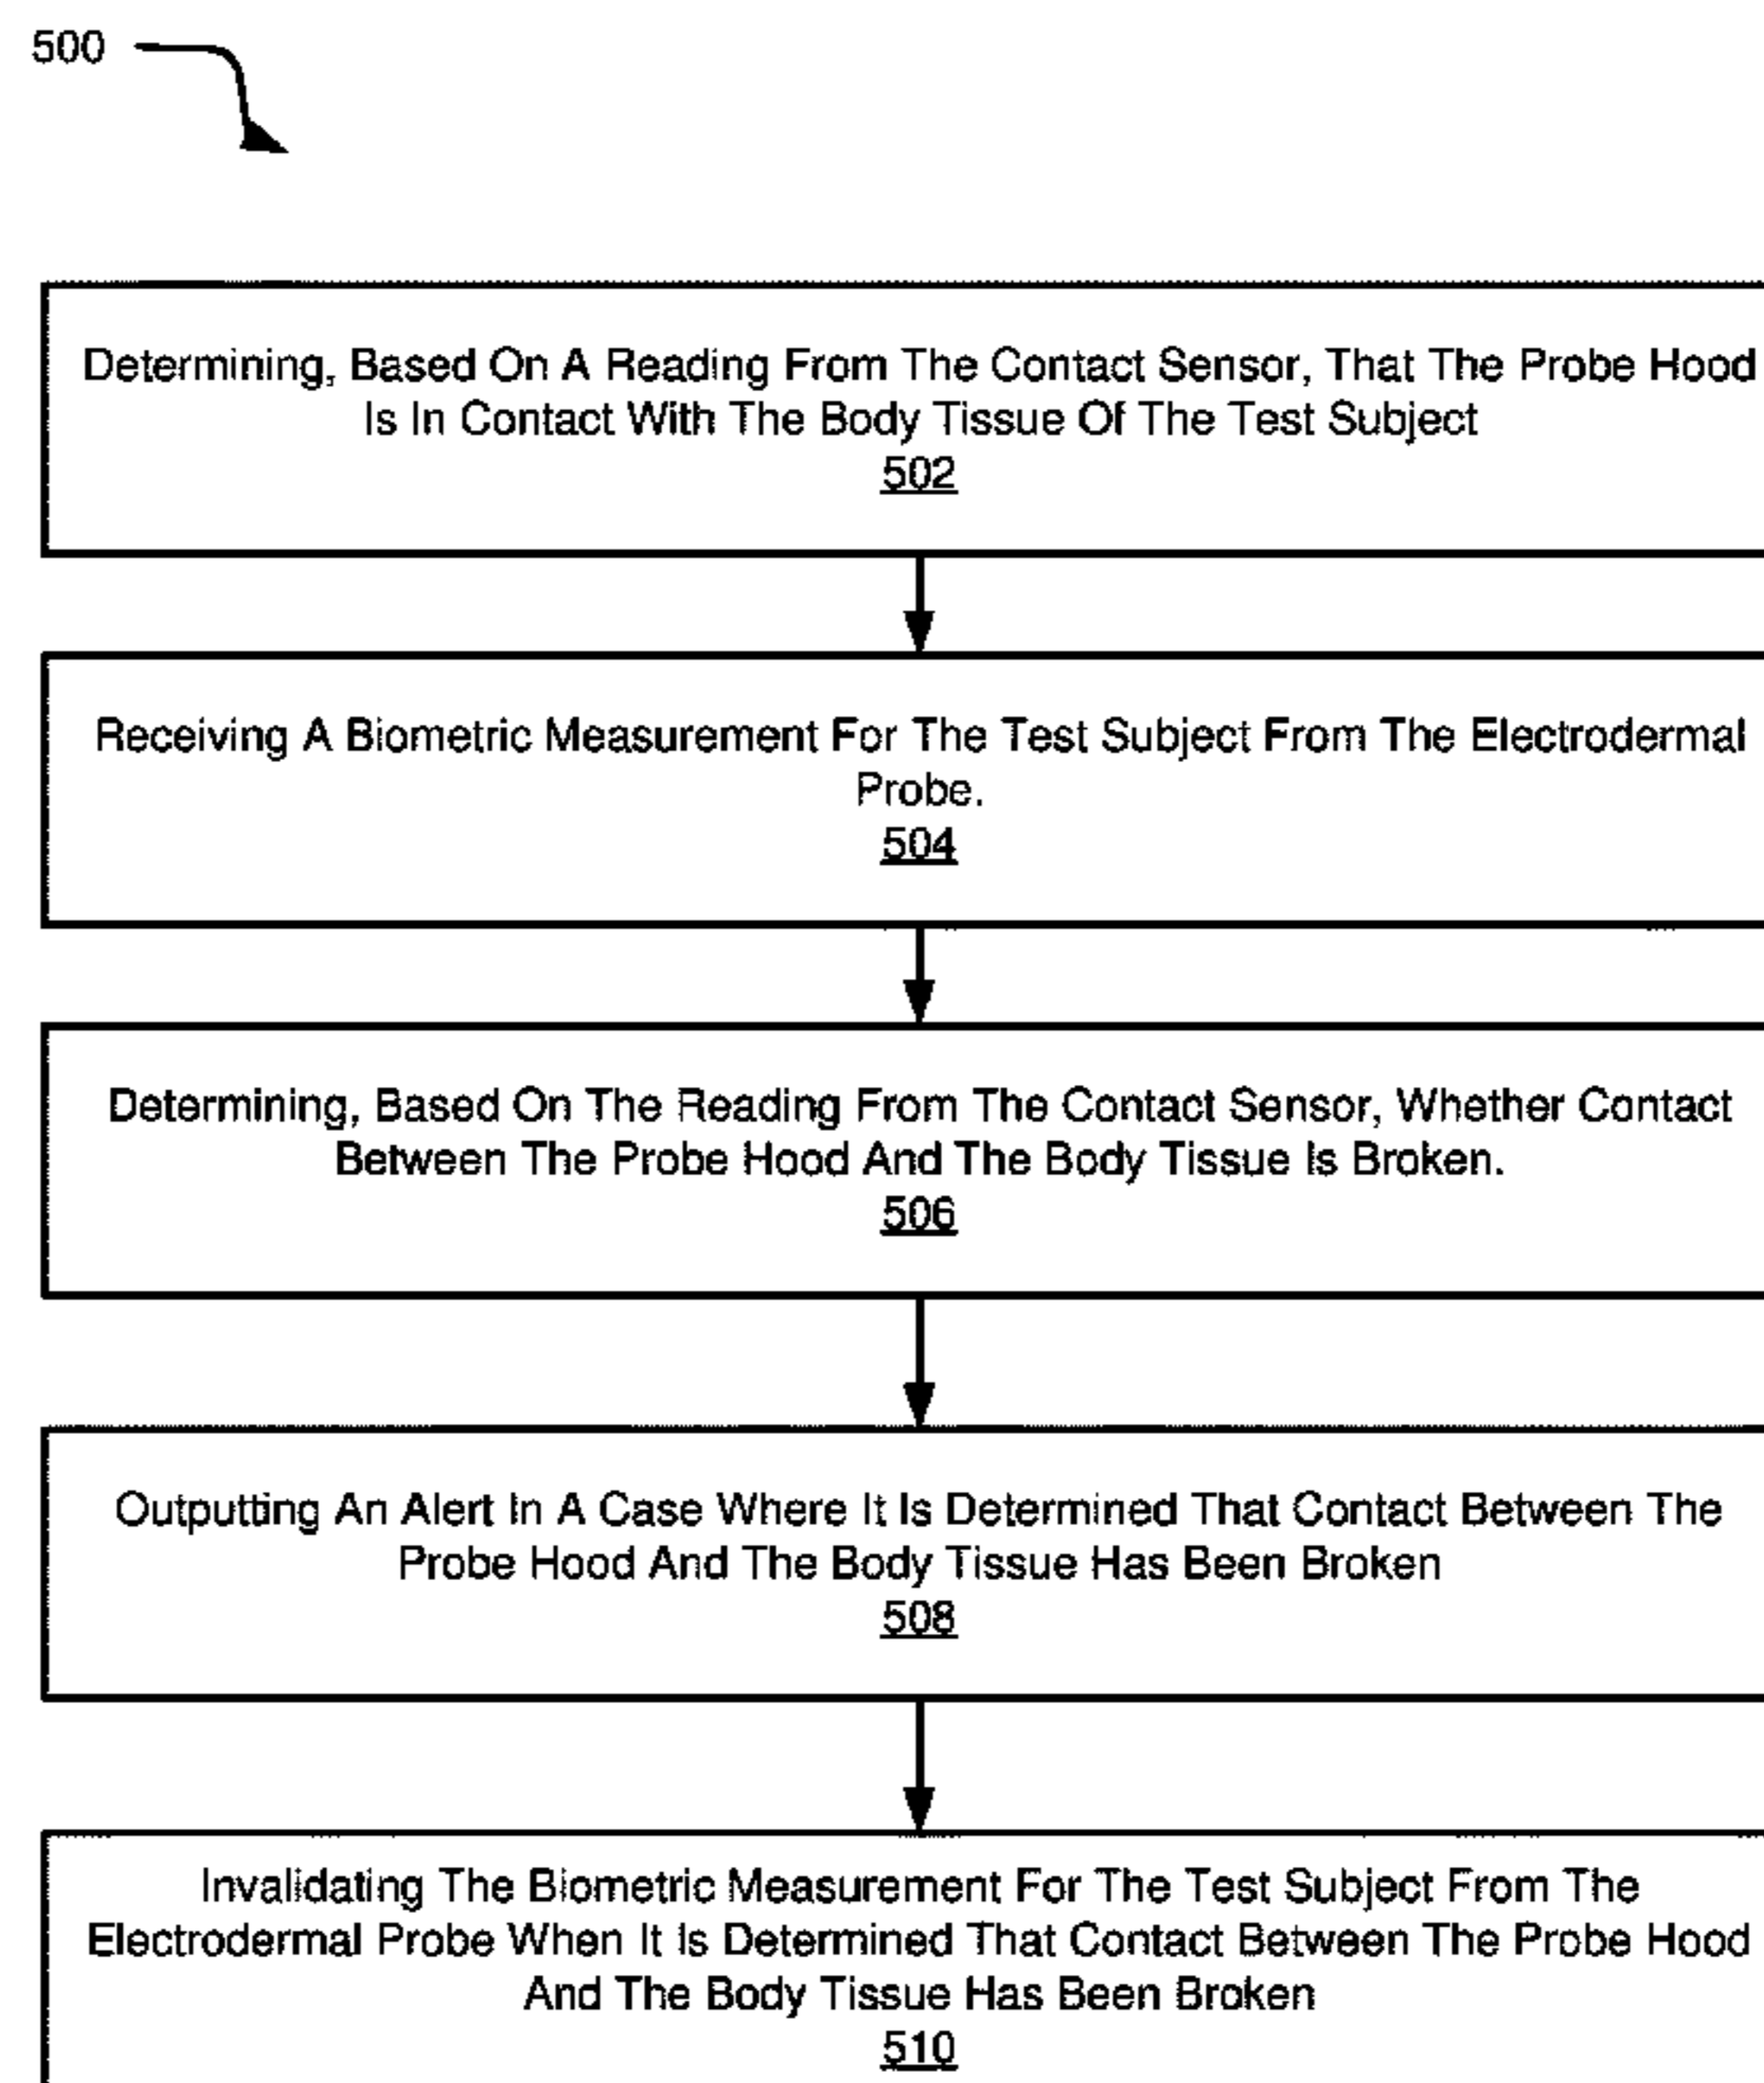 500
Determining, Based On A Reading From The Contact Sensor, That The Probe Hood
Is In Contact With The Body Tissue Of The Test Subject
502
Receiving A Biometric Measurement For The Test Subject From The Electrodermal
Probe.
504
Determining, Based On The Reading From The Contact Sensor, Whether Contact
Between The Probe Hood And The Body Tissue Is Broken.
506
Outputting An Alert In A Case Where It Is Determined That Contact Between The
Probe Hood And The Body Tissue Has Been Broken
508
Invalidating The Biometric Measurement For The Test Subject From The
Electrodermal Probe When It Is Determined That Contact Between The Probe Hood
And The Body Tissue Has Been Broken
510